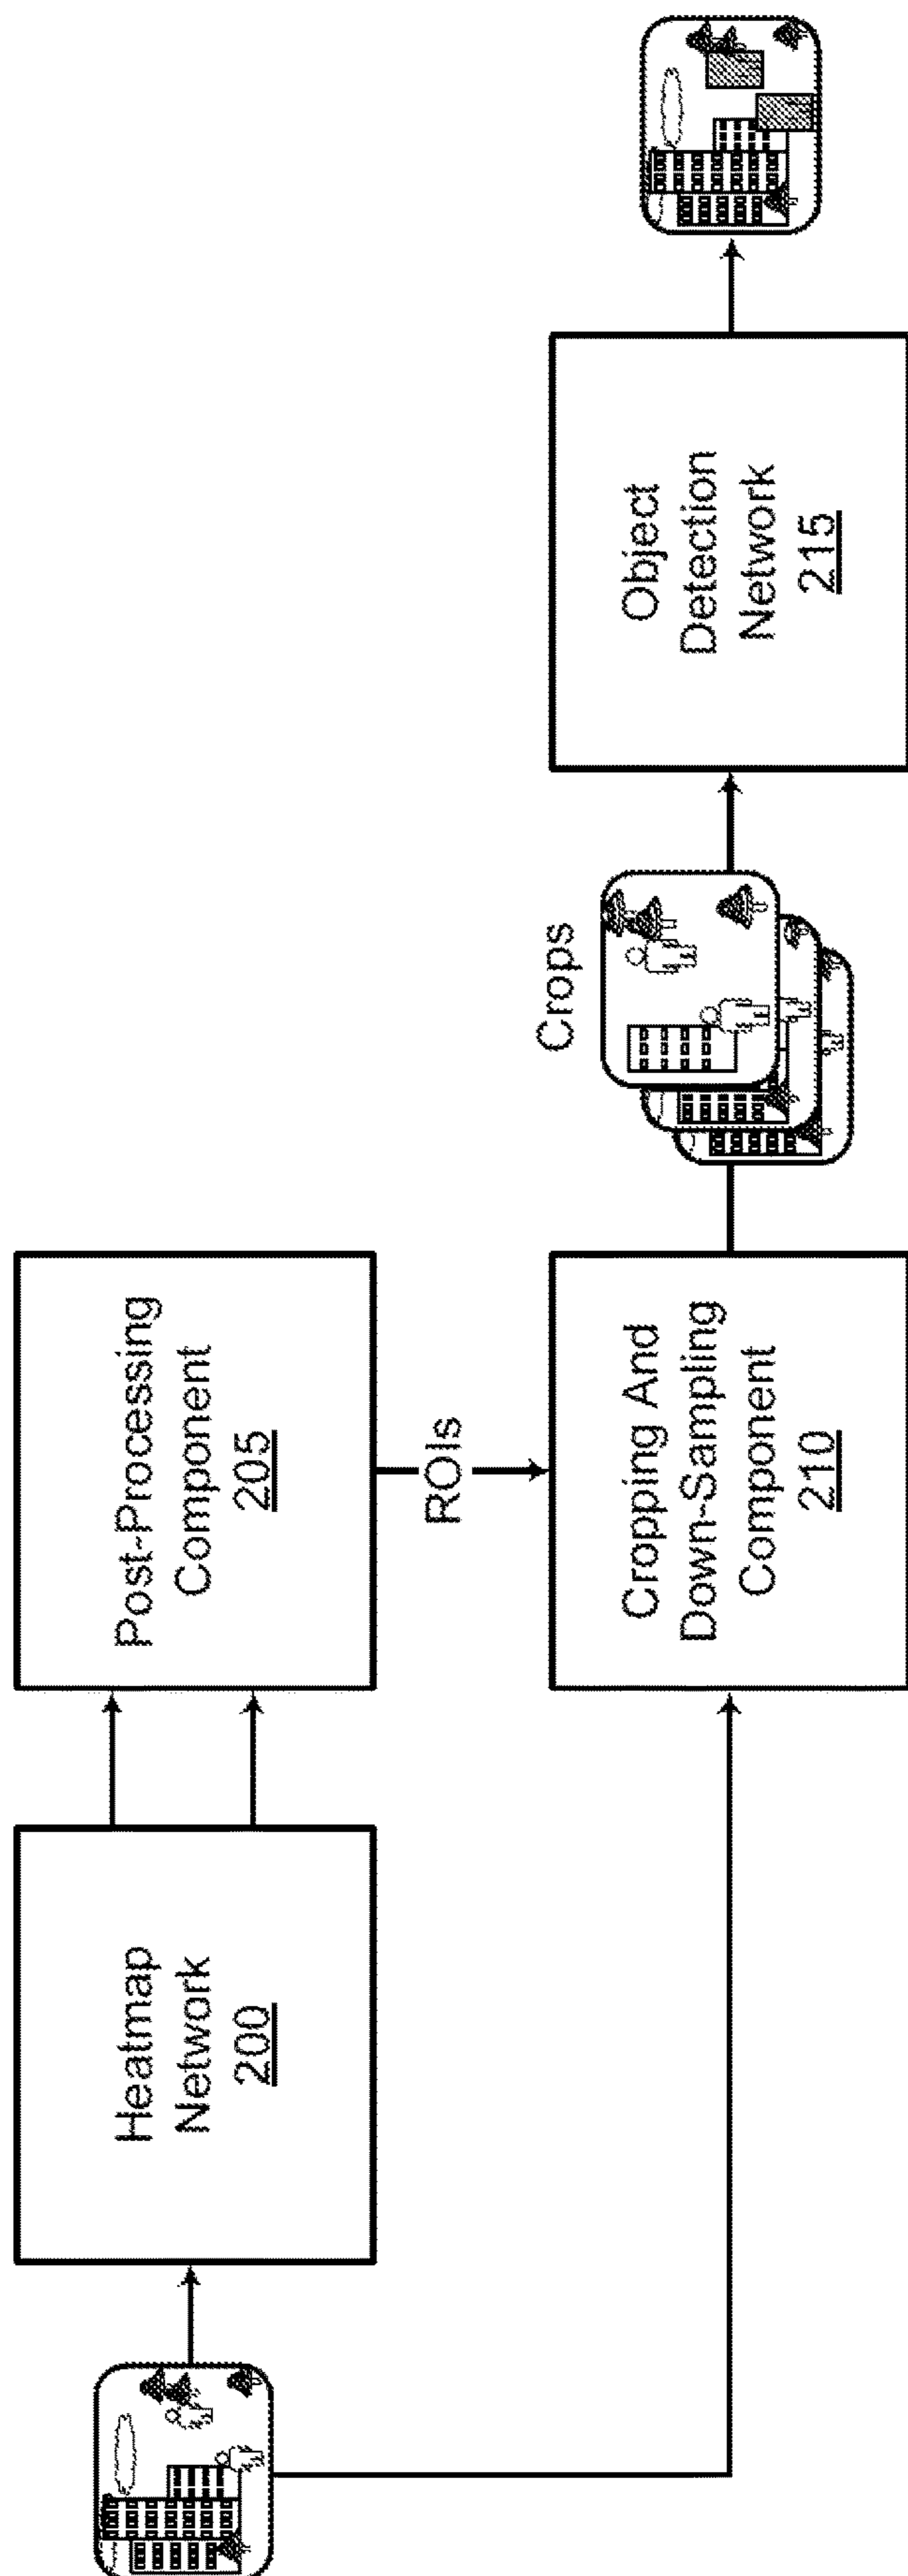 Heatmap
Network
200
Post-Processing
Component
205
ROIs
Cropping And
Down-Sampling
Component
210
Crops
Object
Detection
Network
215